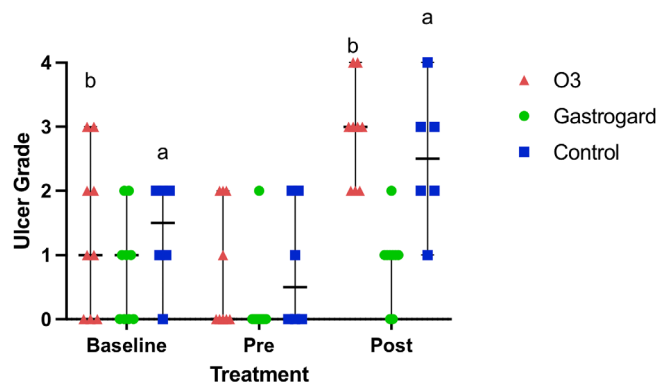 a
b
a
b
4
3
2
1
0
Ulcer Grade
Baseline
Pre
Post
Treatment
O3
Gastrogard
Control